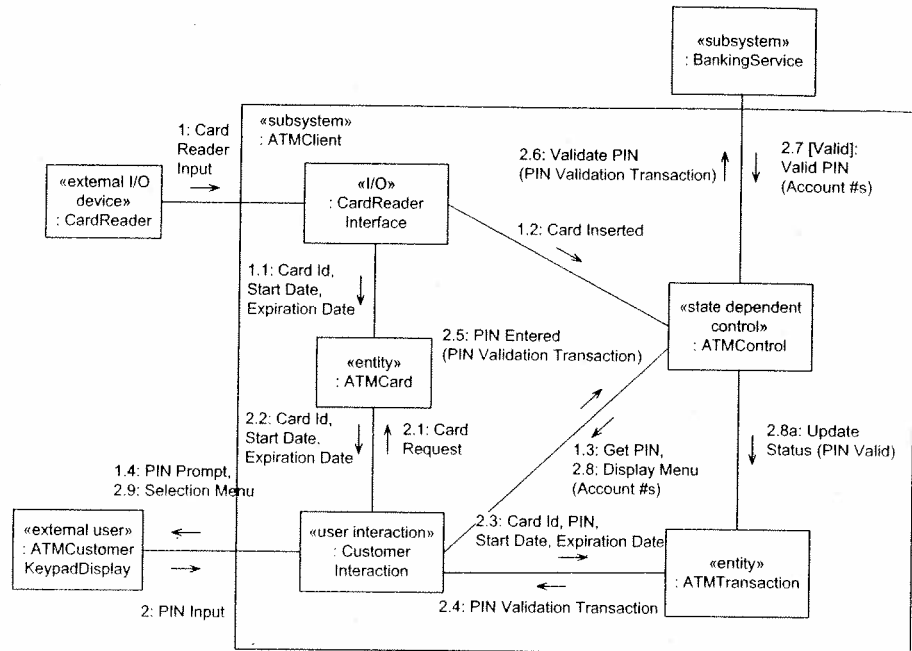 «subsystem»
: BankingService
«subsystem»
: ATMClient
1: Card
Reader
Input
2.6: Validate PIN
(PIN Validation Transaction)
2.7 [Valid]:
Valid PIN
(Account #s)
«external I/O
device»
: CardReader
«I/O»
: CardReader
Interface
1.2: Card Inserted
1.1: Card Id,
Start Date,
Expiration Date
«state dependent
control»
: ATMControl
2.5: PIN Entered
(PIN Validation Transaction)
«entity»
: ATMCard
2.2: Card Id,
Start Date,
Expiration Date
2.1: Card
Request
1.3: Get PIN,
2.8: Display Menu
(Account #s)
2.8a: Update
Status (PIN Valid)
1.4: PIN Prompt,
2.9: Selection Menu
«external user»
: ATMCustomer
KeypadDisplay
«user interaction»
: Customer
Interaction
2.3: Card Id, PIN,
Start Date, Expiration Date
«entity»
: ATMTransaction
2: PIN Input
2.4: PIN Validation Transaction